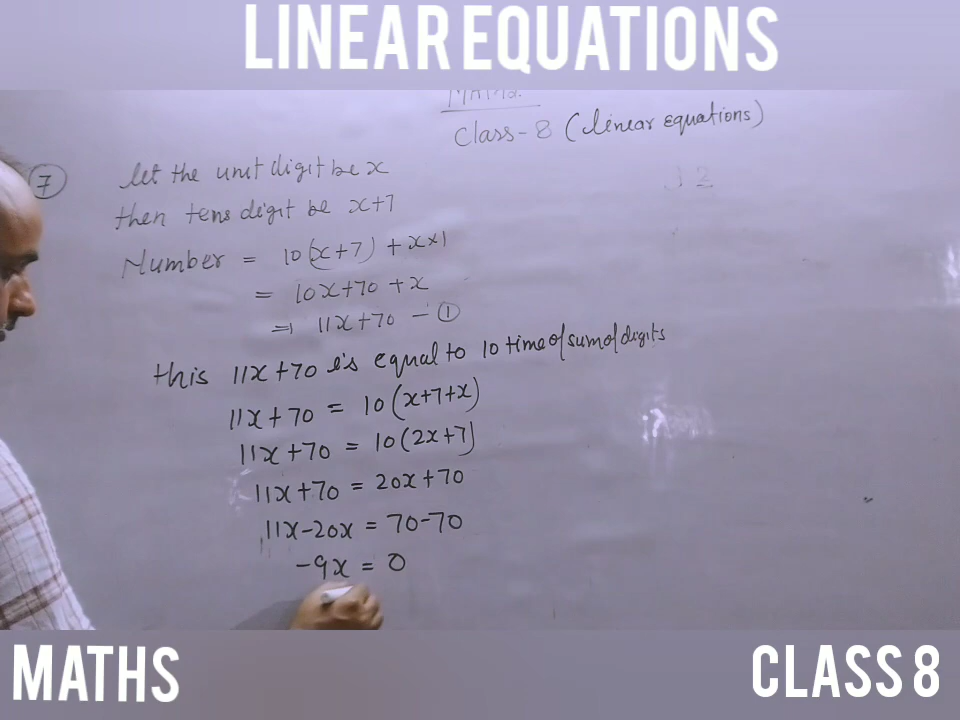 LINEAR EQUATIONS
Maths.
Class-8 (linear equations)
7 let the unit digit be x
then tens digit be x+7
Number = 10(x+7) + x×1
= 10x+70 + x
=) 11x+70 - ①
32
this 11x+70 is equal to 10 time of sum of digits
11x+70 = 10(x+7+x)
11x+70 = 10(2x+7)
11x+70 = 20x+70
11x-20x = 70-70
-9x = 0
MATHS
CLASS 8